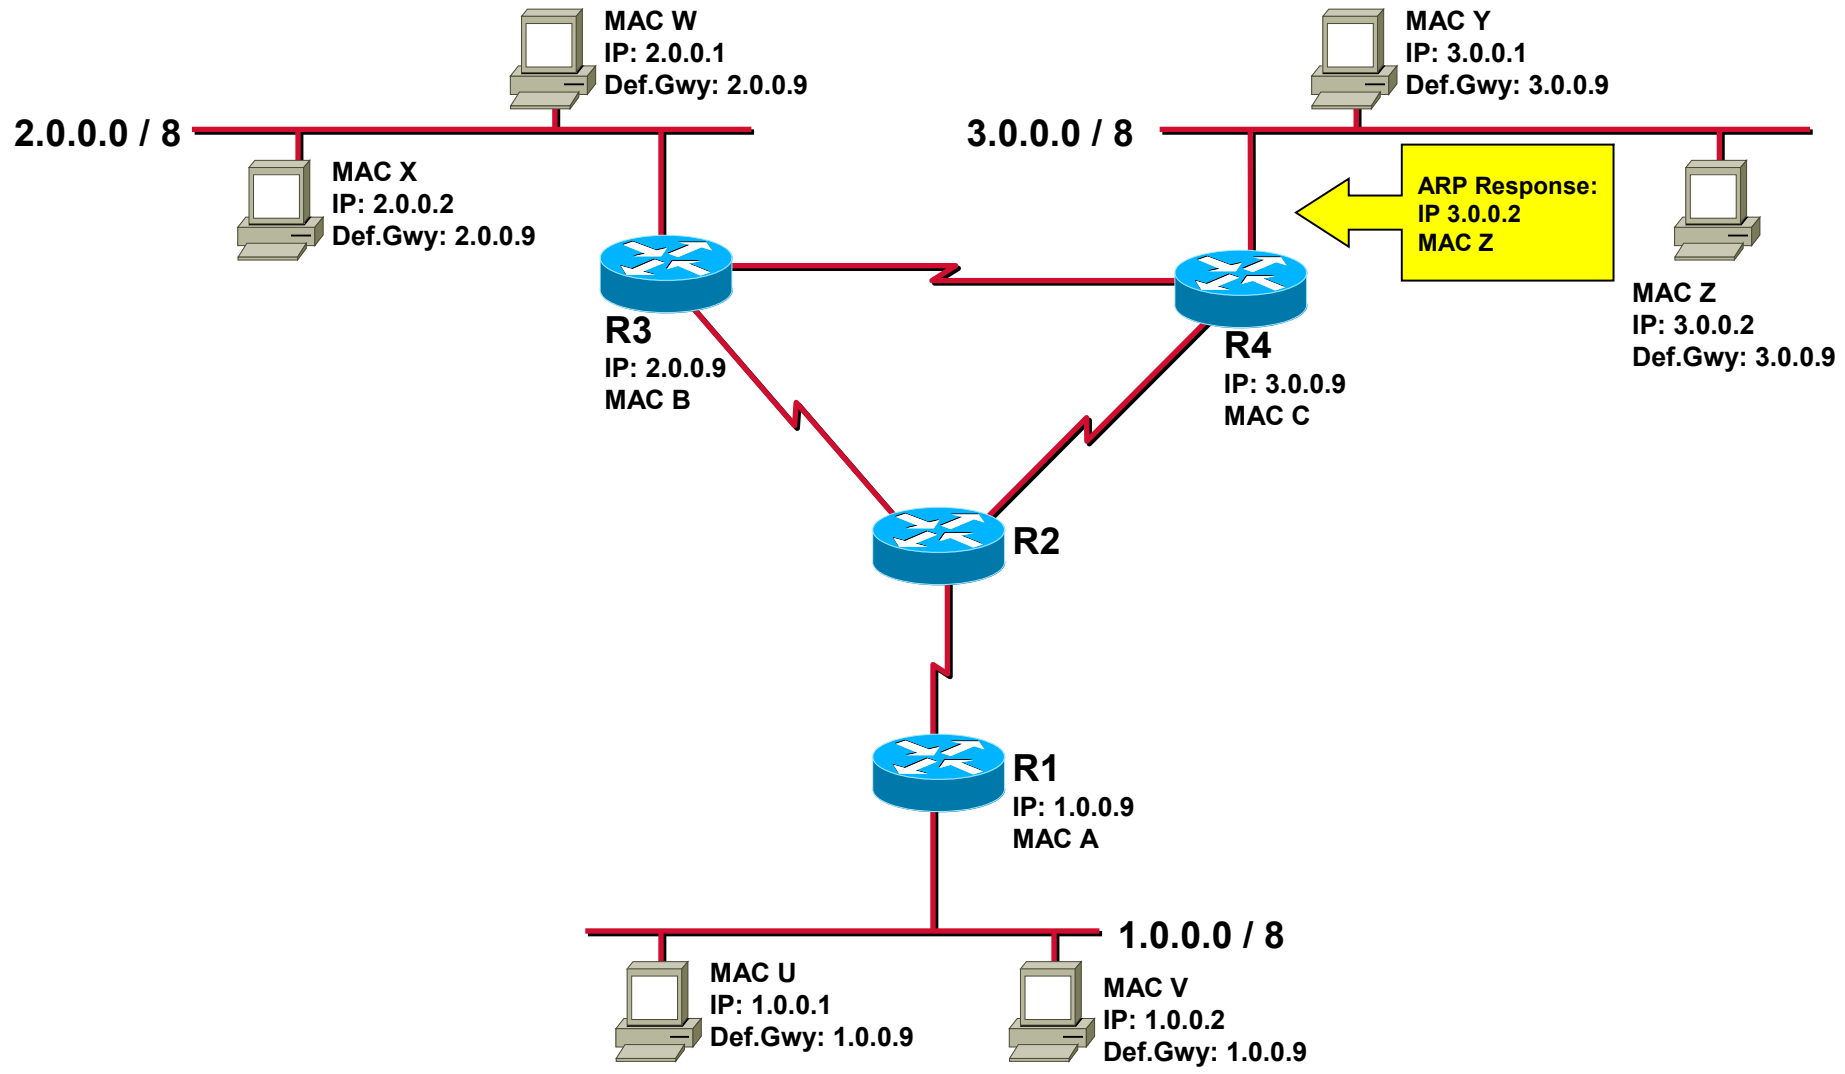 MAC W
IP: 2.0.0.1
Def.Gwy: 2.0.0.9
MAC Y
IP: 3.0.0.1
Def.Gwy: 3.0.0.9
2.0.0.0 / 8
3.0.0.0 / 8
MAC X
IP: 2.0.0.2
Def.Gwy: 2.0.0.9
ARP Response:
IP 3.0.0.2
MAC Z
MAC Z
IP: 3.0.0.2
Def.Gwy: 3.0.0.9
R3
IP: 2.0.0.9
MAC B
R4
IP: 3.0.0.9
MAC C
R2
R1
IP: 1.0.0.9
MAC A
1.0.0.0 / 8
MAC U
IP: 1.0.0.1
Def.Gwy: 1.0.0.9
MAC V
IP: 1.0.0.2
Def.Gwy: 1.0.0.9